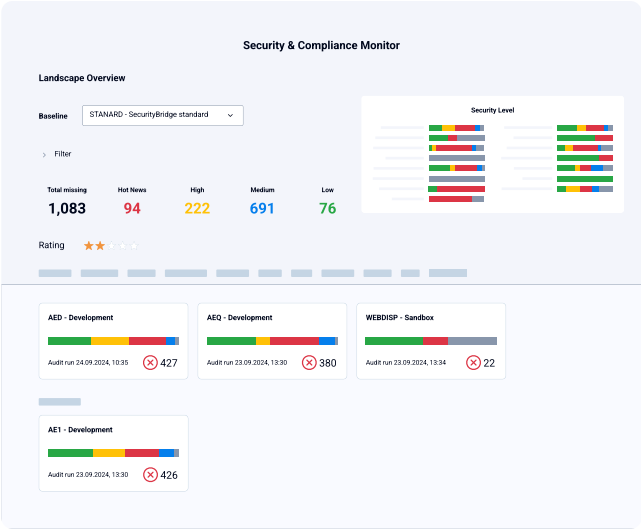 Security & Compliance Monitor
Landscape Overview
Baseline
STANARD - SecurityBridge standard
Security Level
Filter
Total missing
Hot News
High
Medium
Low
1,083
94
222
691
76
Rating
AED - Development
Audit run 24.09.2024, 10:35
427
AEQ - Development
Audit run 23.09.2024, 13:30
380
WEBDISP - Sandbox
Audit run 23.09.2024, 13:34
22
AE1 - Development
Audit run 23.09.2024, 13:30
426